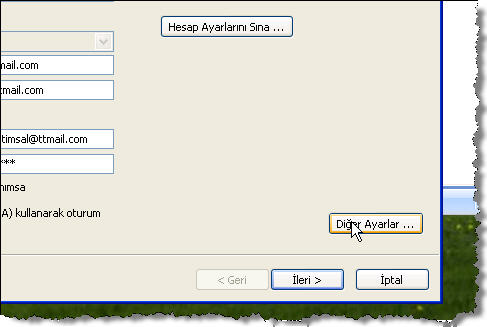 Hesap Ayarlarını Sına ...
mail.com
tmail.com
timsal@ttmail.com
***
ımsa
A) kullanarak oturum
Diğer Ayarlar ...
< Geri
İleri >
İptal